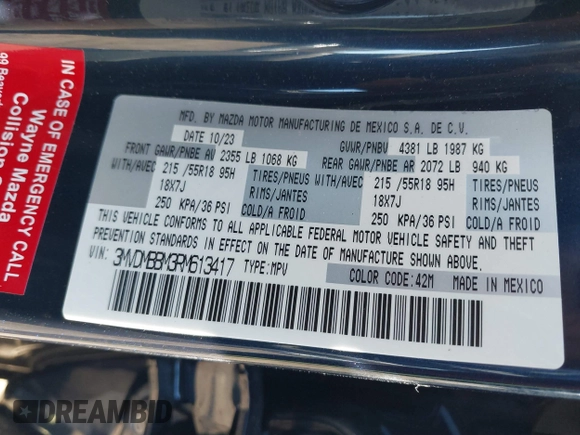 IN CASE OF EMERGENCY CALL
Wayne Mazda
Collision
MFD. BY MAZDA MOTOR MANUFACTURING DE MEXICO S.A. DE C.V.
DATE 10/23
GVWR/PNBV 4381 LB 1987 KG
FRONT GAWR/PNBE AV 2355 LB 1068 KG
REAR GAWR/PNBE AR 2072 LB 940 KG
WITH/AVEC 215 /55R18 95H TIRES/PNEUS
WITH/AVEC 215 /55R18 95H TIRES/PNEUS
18X7J RIMS/JANTES
18X7J RIMS/JANTES
250 KPA/36 PSI COLD/A FROID
250 KPA/36 PSI COLD/A FROID
THIS VEHICLE CONFORMS TO ALL APPLICABLE FEDERAL MOTOR VEHICLE SAFETY AND THEFT
PREVENTION STANDARDS IN EFFECT ON THE DATE OF MANUFACTURE SHOWN ABOVE.
3MVDMBBM3RM613417 TYPE:MPV
COLOR CODE:42M MADE IN MEXICO
DREAMBID